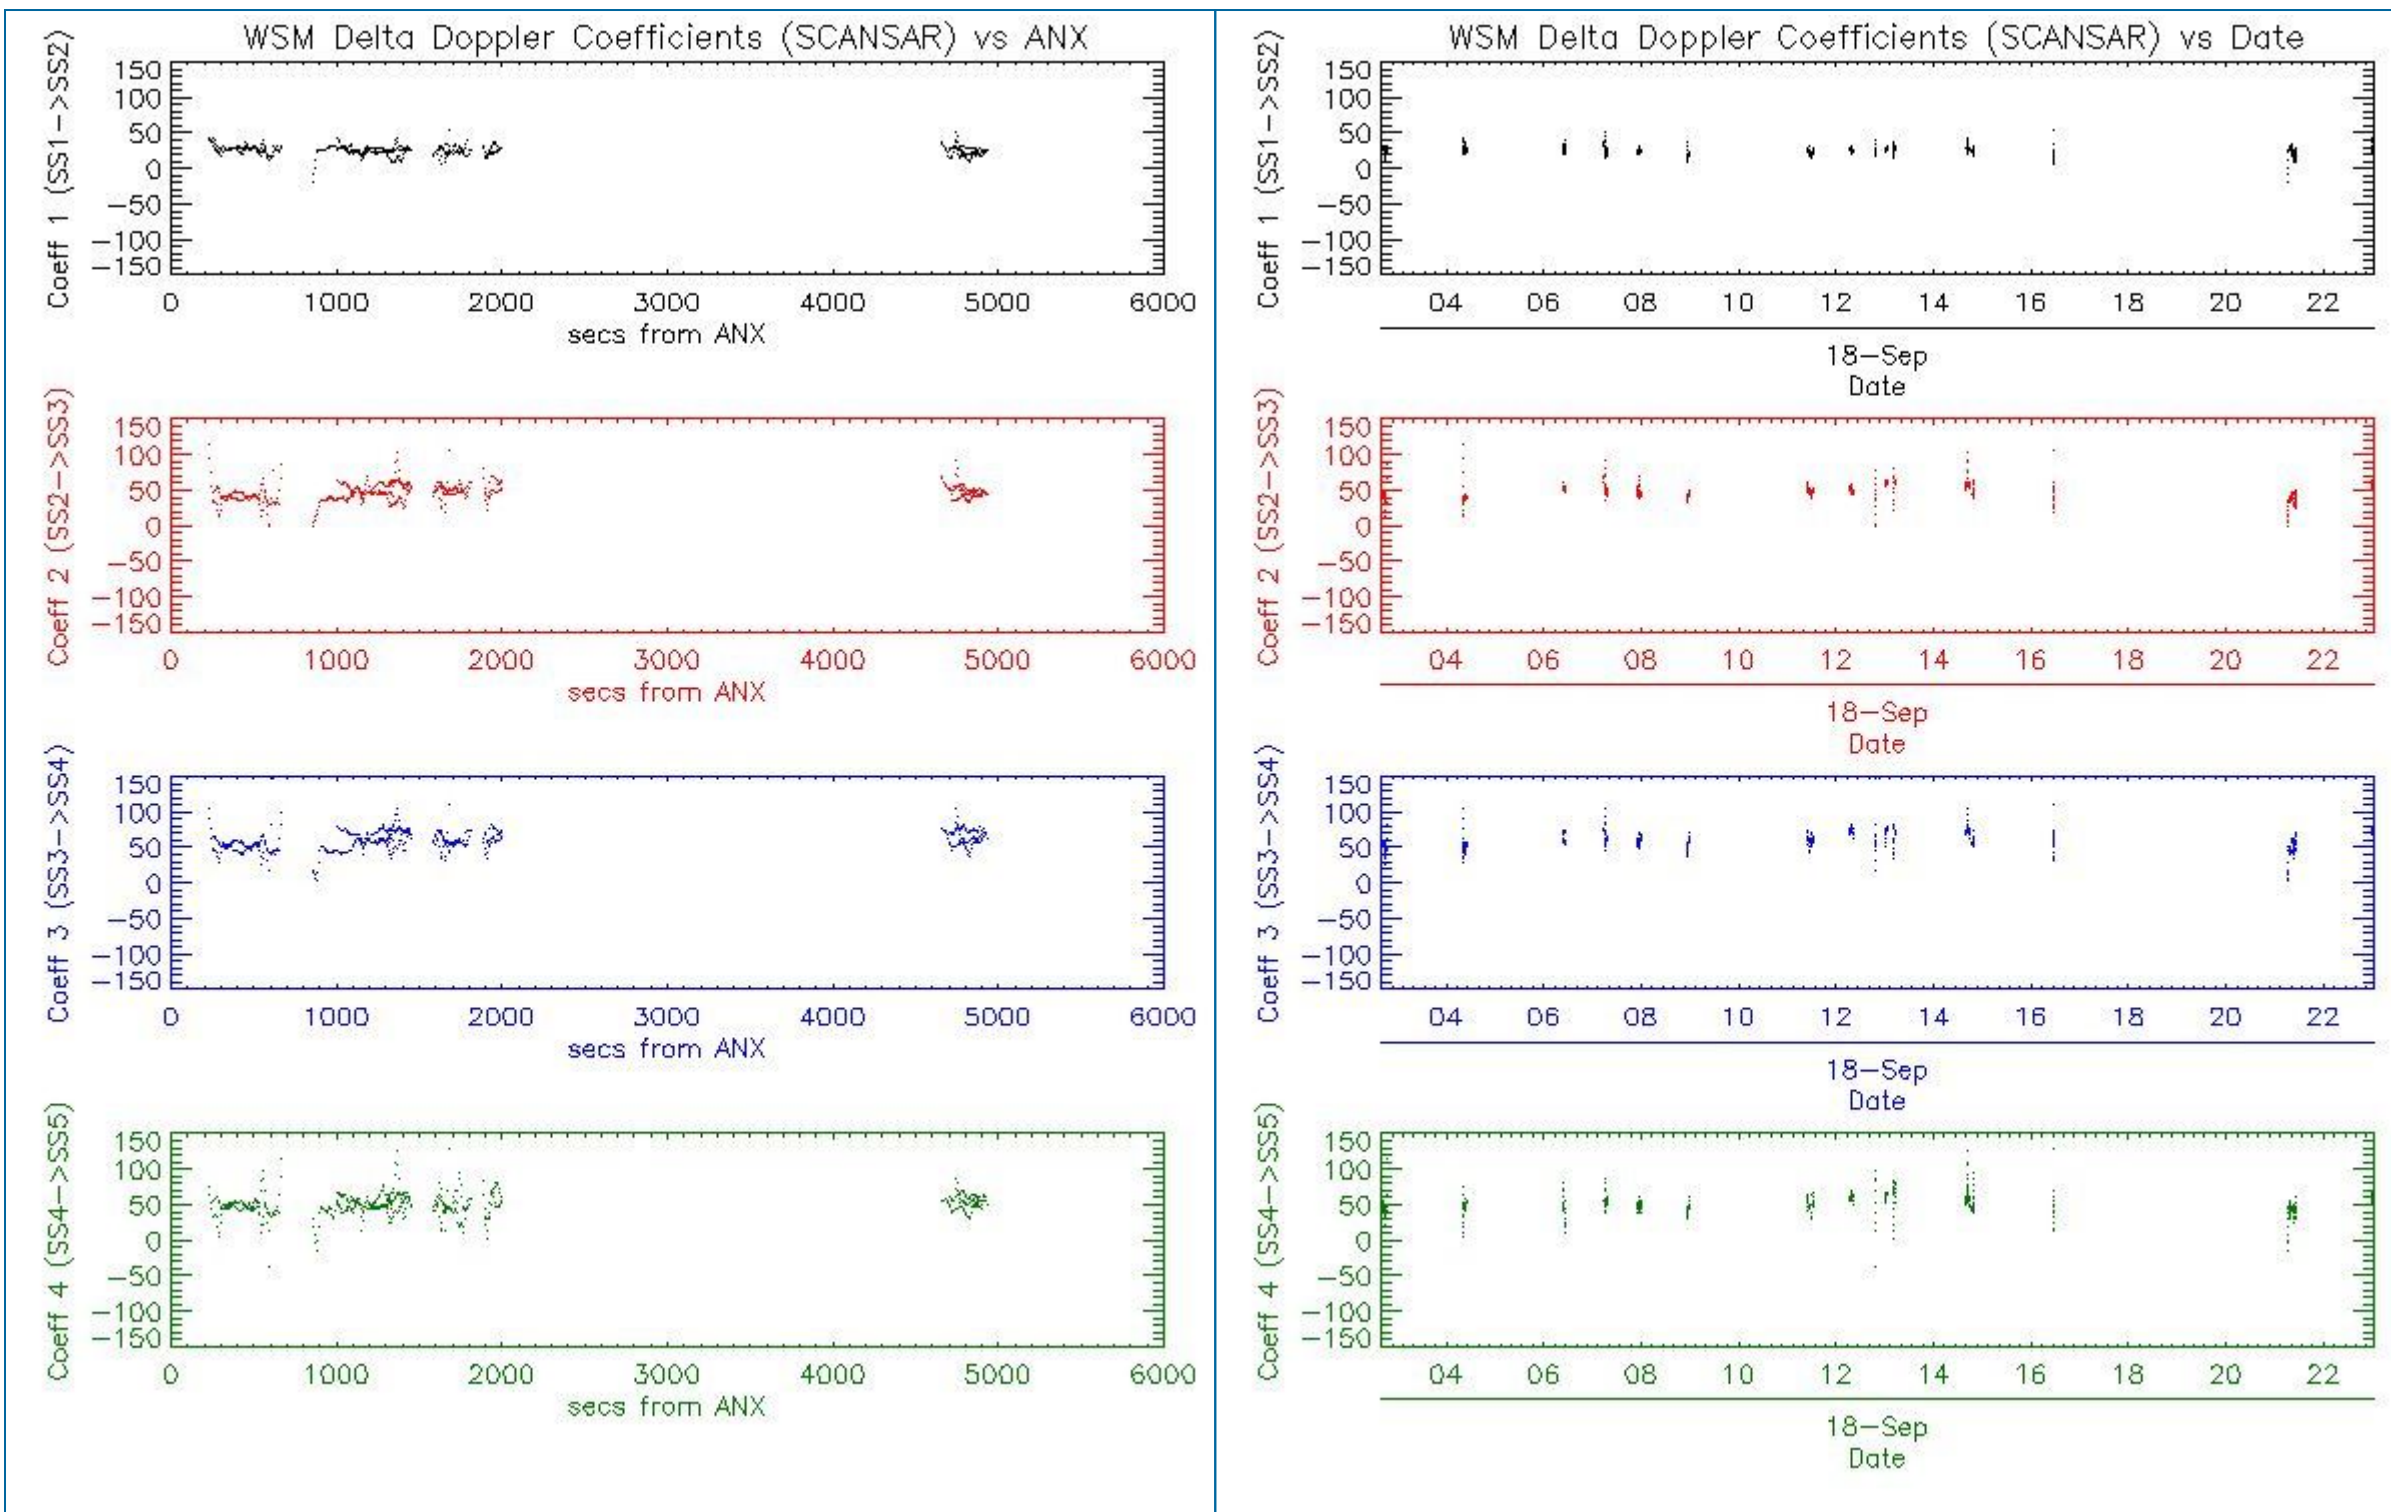 WSM Delta Doppler Coefficients (SCANSAR) vs ANX
Coeff 1 (SS1->SS2)
150
100
50
0
-50
-100
-150
0 1000 2000 3000 4000 5000 6000
secs from ANX
Coeff 2 (SS2->SS3)
150
100
50
0
-50
-100
-150
0 1000 2000 3000 4000 5000 6000
secs from ANX
Coeff 3 (SS3->SS4)
150
100
50
0
-50
-100
-150
0 1000 2000 3000 4000 5000 6000
secs from ANX
Coeff 4 (SS4->SS5)
150
100
50
0
-50
-100
-150
0 1000 2000 3000 4000 5000 6000
secs from ANX
WSM Delta Doppler Coefficients (SCANSAR) vs Date
Coeff 1 (SS1->SS2)
150
100
50
0
-50
-100
-150
04 06 08 10 12 14 16 18 20 22
18-Sep
Date
Coeff 2 (SS2->SS3)
150
100
50
0
-50
-100
-150
04 06 08 10 12 14 16 18 20 22
18-Sep
Date
Coeff 3 (SS3->SS4)
150
100
50
0
-50
-100
-150
04 06 08 10 12 14 16 18 20 22
18-Sep
Date
Coeff 4 (SS4->SS5)
150
100
50
0
-50
-100
-150
04 06 08 10 12 14 16 18 20 22
18-Sep
Date